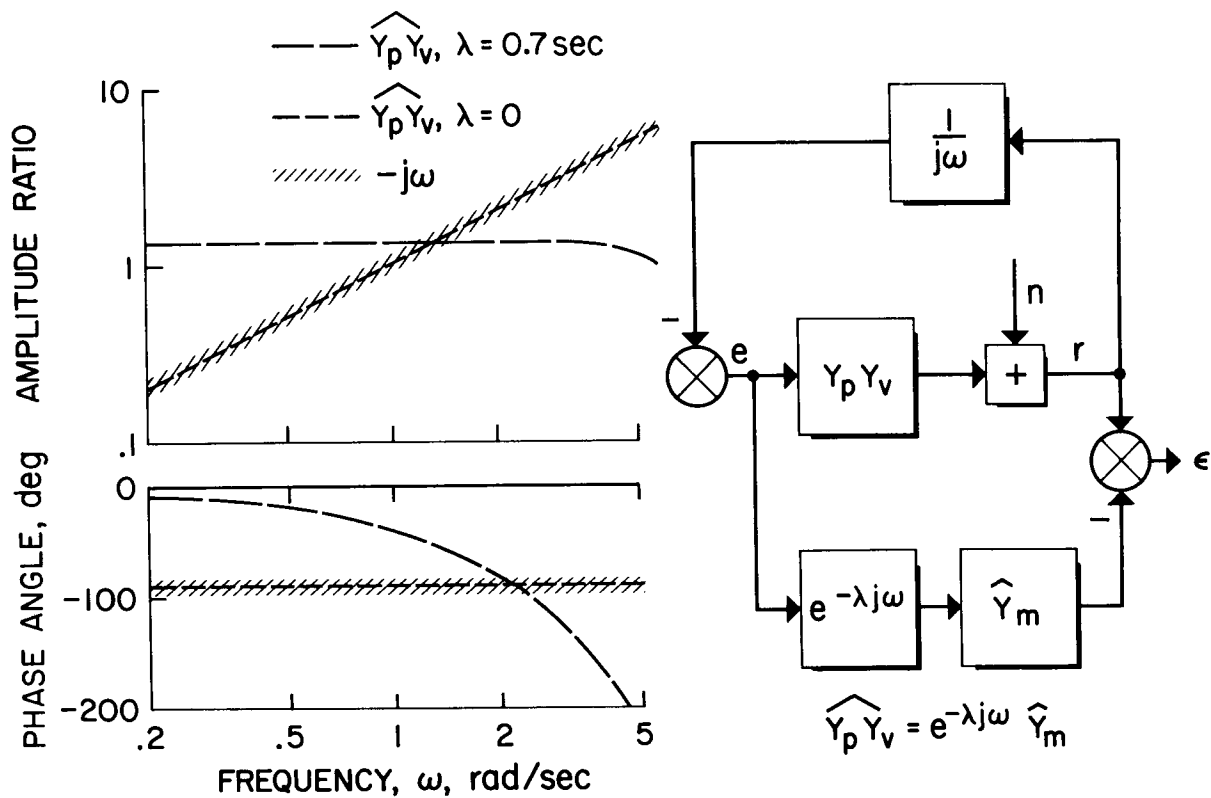 Y_pY_v, λ = 0.7 sec
Y_pY_v, λ = 0
-jω
AMPLITUDE RATIO
10
1
.1
PHASE ANGLE, deg
0
-100
-200
.2 .5 1 2 5
FREQUENCY, ω, rad/sec
1
jω
n
-
e
Y_p Y_v
+
r
ϵ
-
e^{-λjω}
Ŷ_m
\widehat{Y_pY_v} = e^{-λjω} Ŷ_m